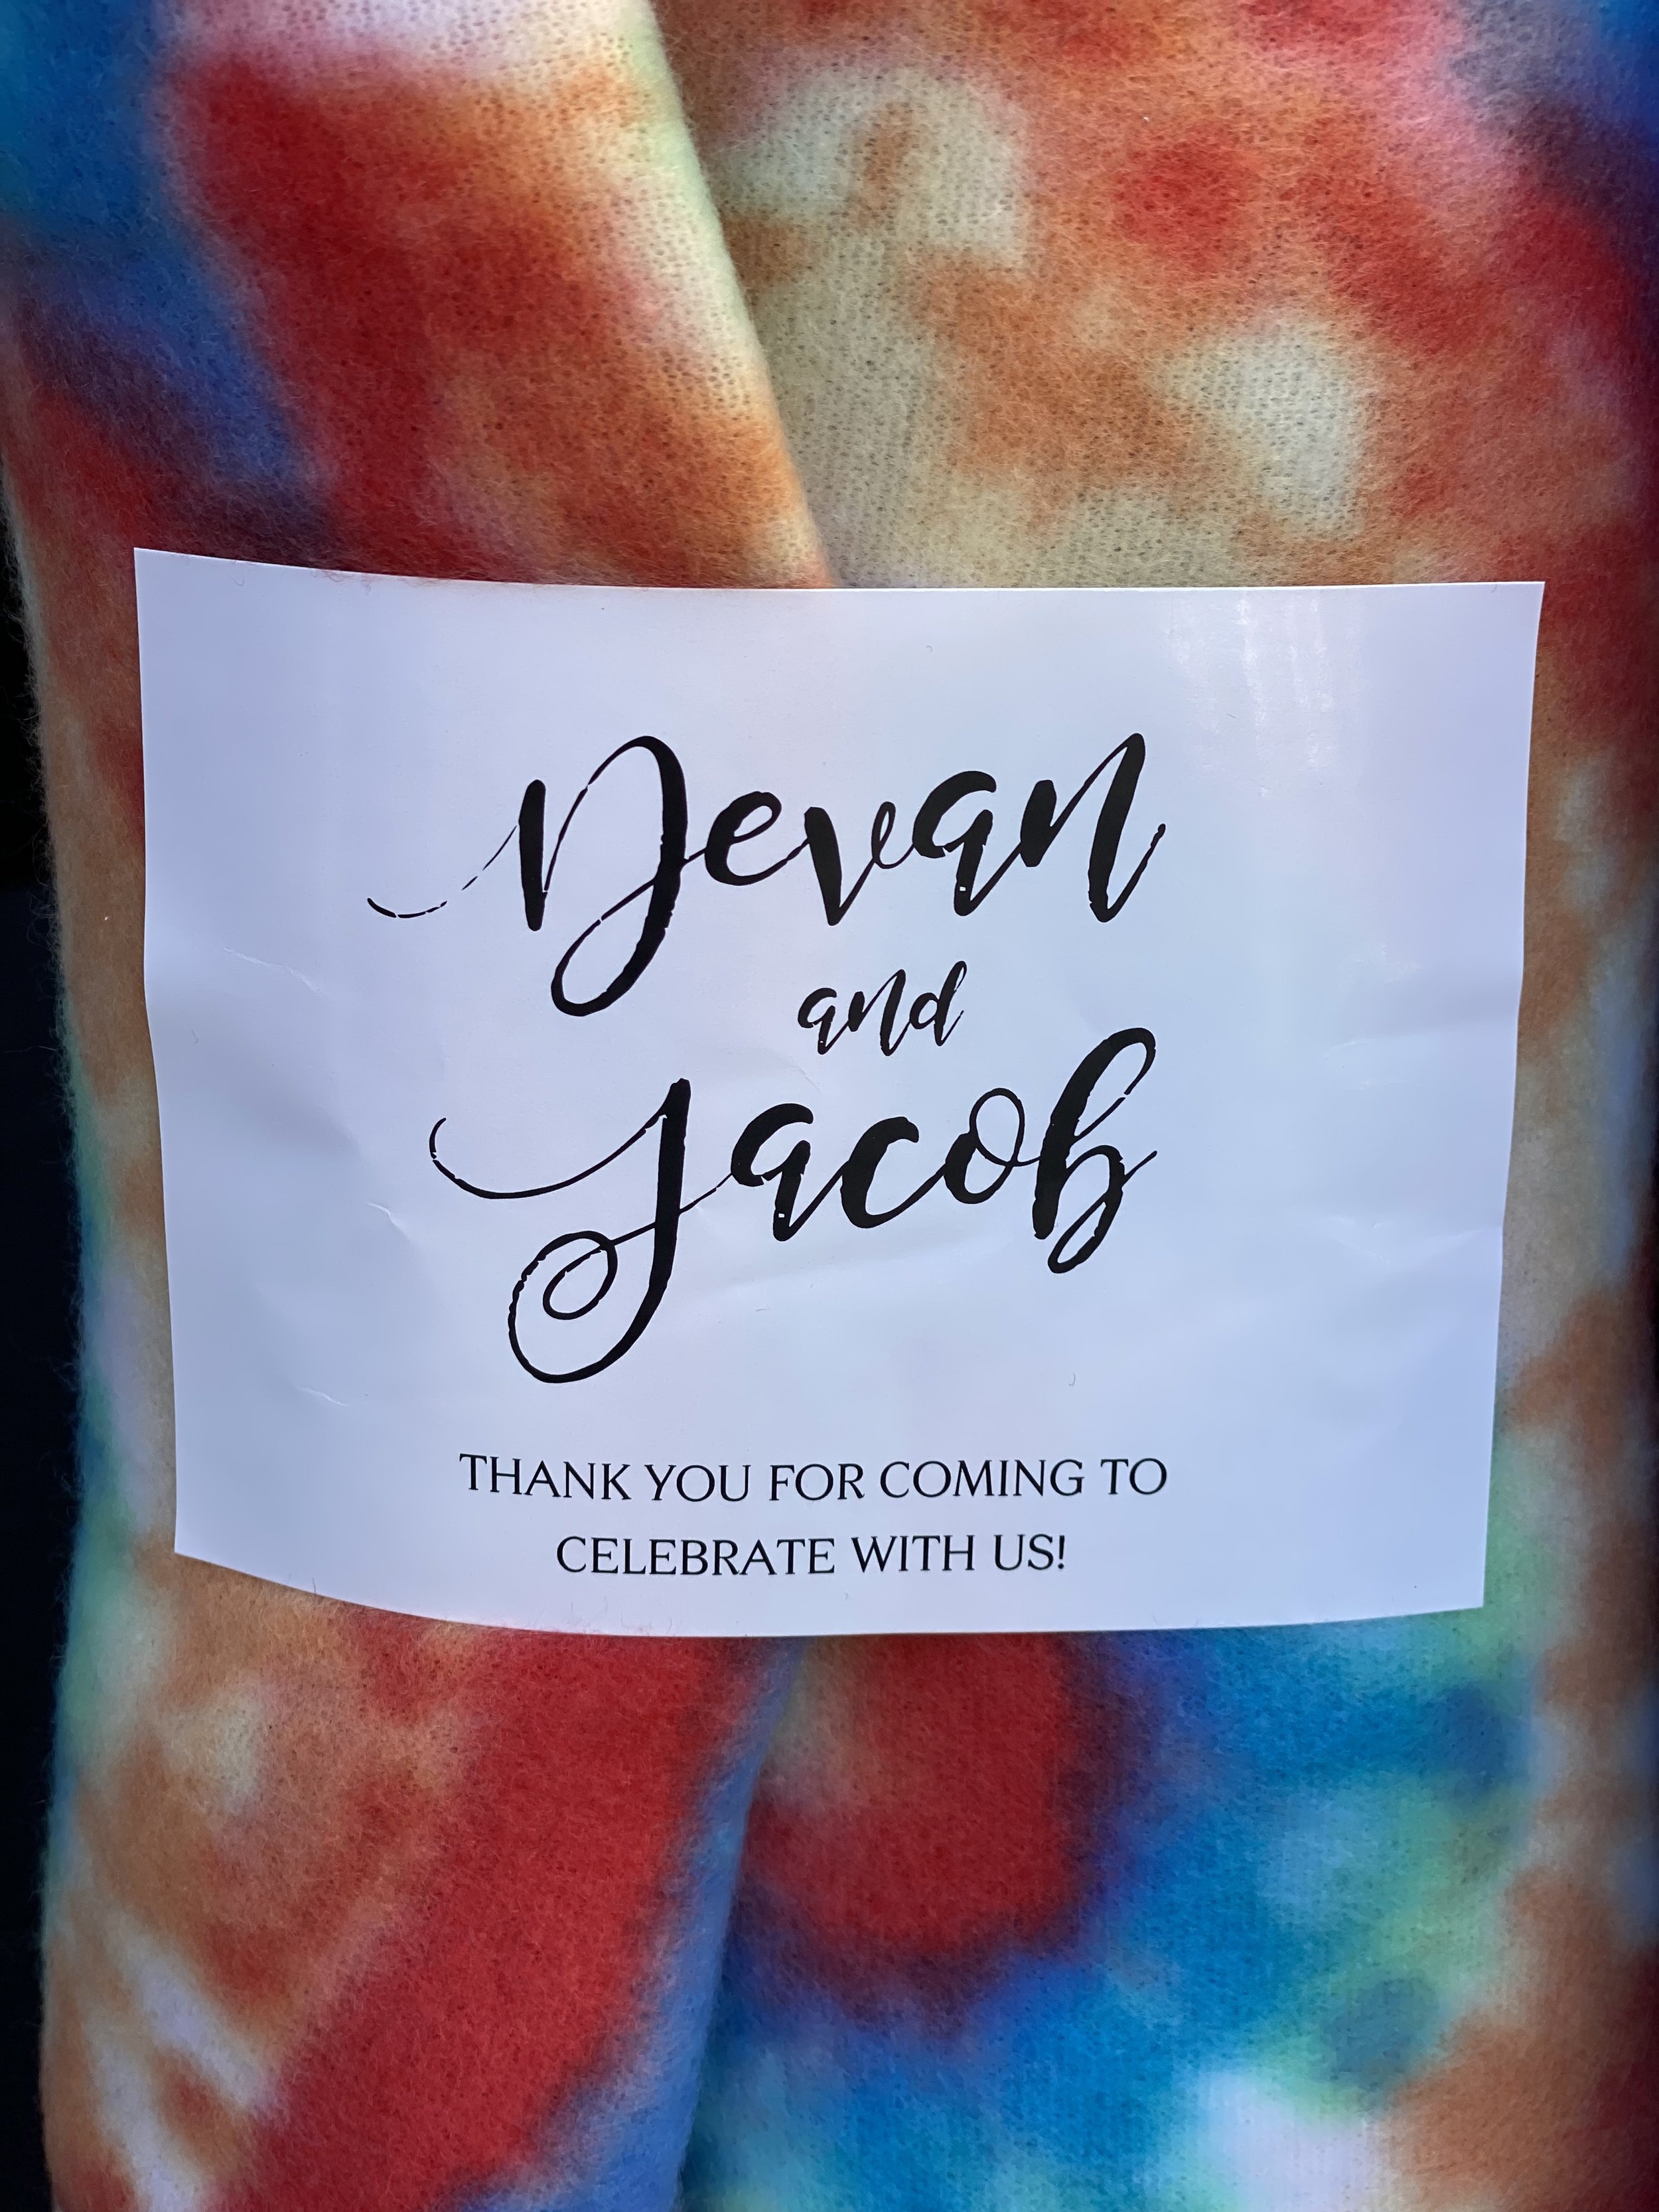 Devan
and
Jacob
THANK YOU FOR COMING TO
CELEBRATE WITH US!